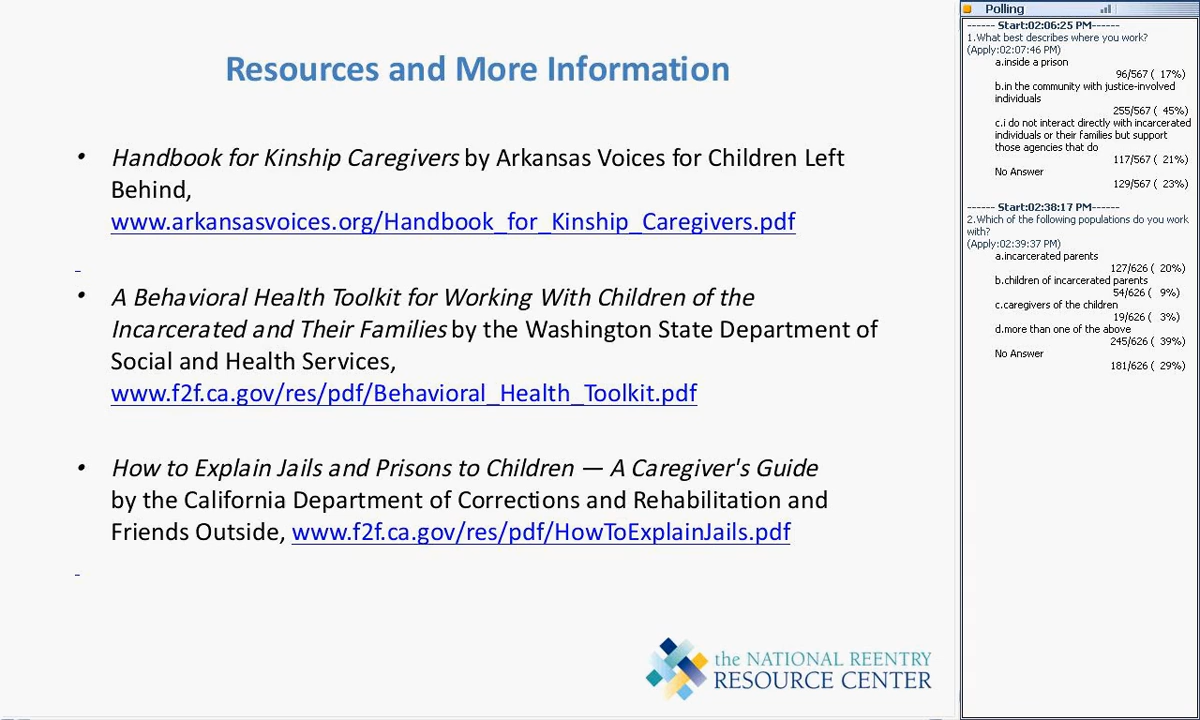 Resources and More Information
• Handbook for Kinship Caregivers by Arkansas Voices for Children Left
Behind,
www.arkansasvoices.org/Handbook_for_Kinship_Caregivers.pdf
• A Behavioral Health Toolkit for Working With Children of the
Incarcerated and Their Families by the Washington State Department of
Social and Health Services,
www.f2f.ca.gov/res/pdf/Behavioral_Health_Toolkit.pdf
• How to Explain Jails and Prisons to Children — A Caregiver's Guide
by the California Department of Corrections and Rehabilitation and
Friends Outside, www.f2f.ca.gov/res/pdf/HowToExplainJails.pdf
the NATIONAL REENTRY
RESOURCE CENTER
Polling
------ Start:02:06:25 PM------
1.What best describes where you work?
(Apply:02:07:46 PM)
a.inside a prison
96/567 ( 17%)
b.in the community with justice-involved
individuals
255/567 ( 45%)
c.i do not interact directly with incarcerated
individuals or their families but support
those agencies that do
117/567 ( 21%)
No Answer
129/567 ( 23%)
------ Start:02:38:17 PM------
2.Which of the following populations do you work
with?
(Apply:02:39:37 PM)
a.incarcerated parents
127/626 ( 20%)
b.children of incarcerated parents
54/626 ( 9%)
c.caregivers of the children
19/626 ( 3%)
d.more than one of the above
245/626 ( 39%)
No Answer
181/626 ( 29%)